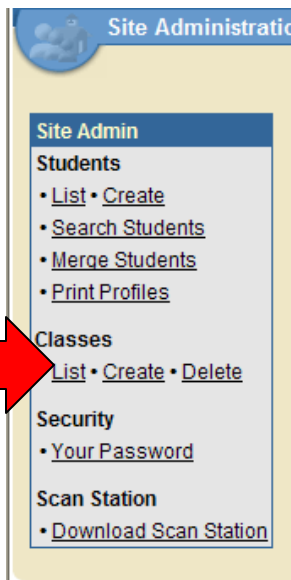 Site Administratio
Site Admin
Students
• List • Create
• Search Students
• Merge Students
• Print Profiles
Classes
List • Create • Delete
Security
• Your Password
Scan Station
• Download Scan Station